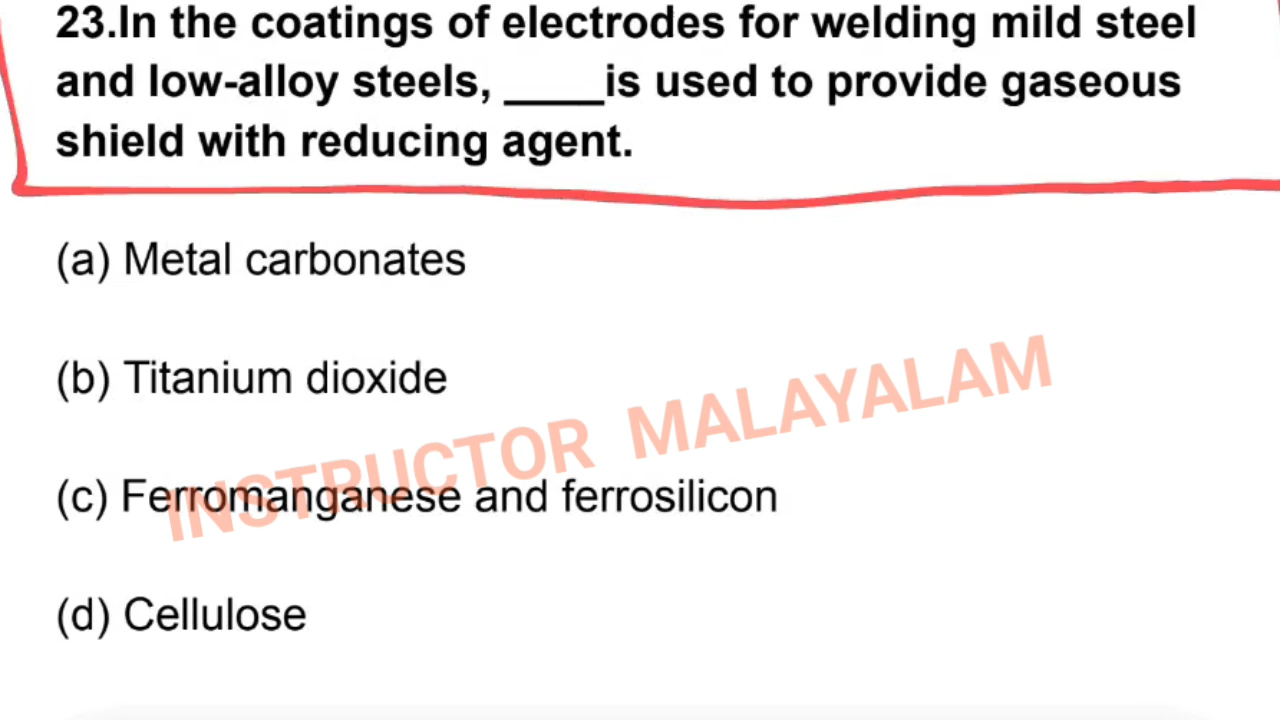 23.In the coatings of electrodes for welding mild steel
and low-alloy steels, ____is used to provide gaseous
shield with reducing agent.
(a) Metal carbonates
(b) Titanium dioxide
INSTRUCTOR MALAYALAM
(c) Ferromanganese and ferrosilicon
(d) Cellulose